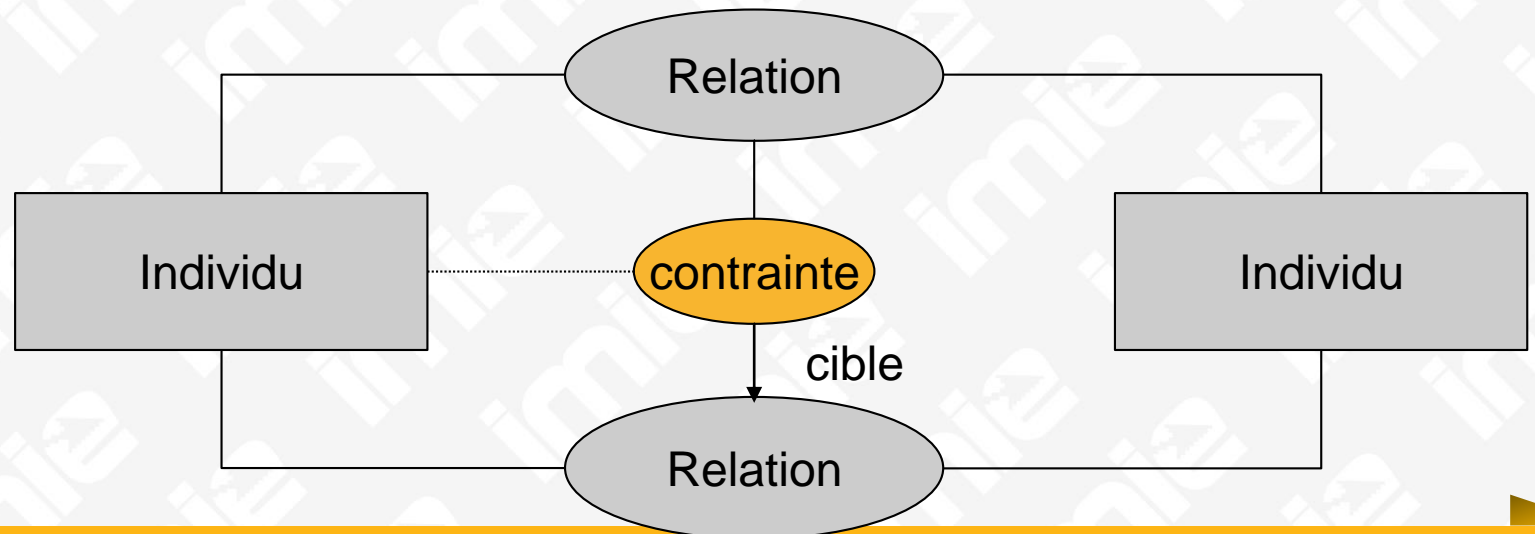 Relation
Individu
contrainte
Individu
cible
Relation